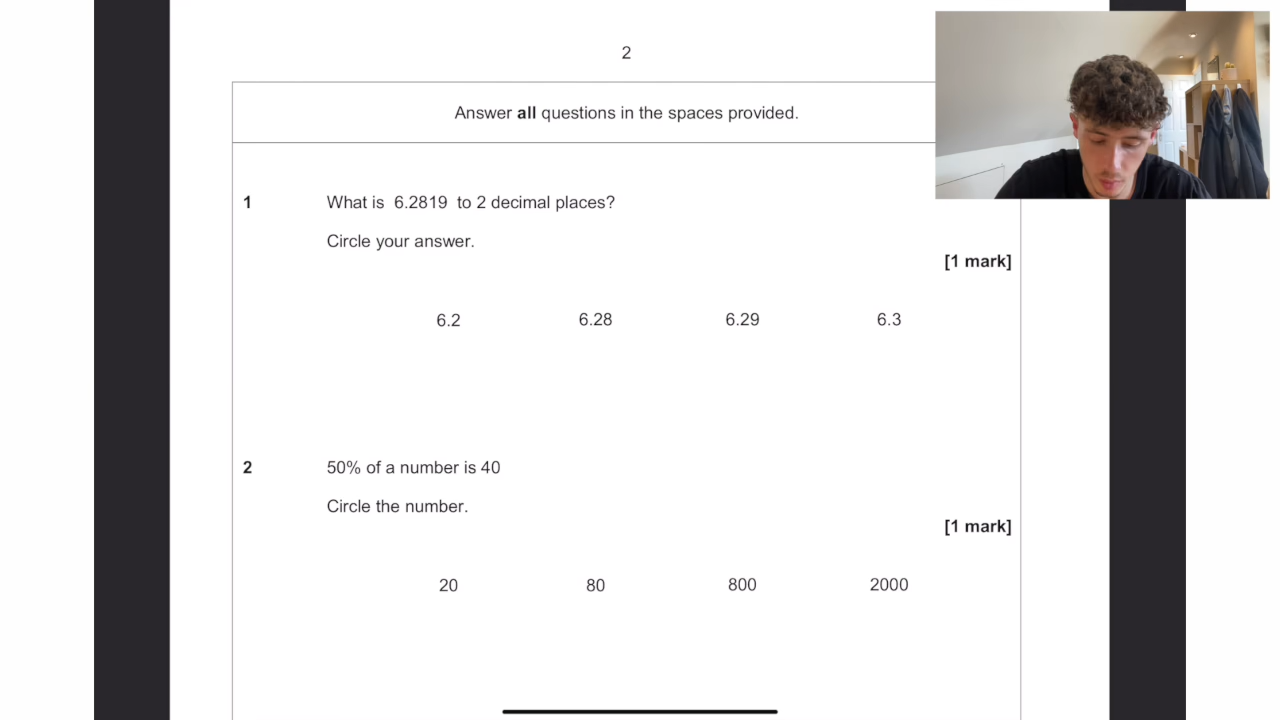 2
Answer all questions in the spaces provided.
1 What is 6.2819 to 2 decimal places?
Circle your answer.
[1 mark]
6.2 6.28 6.29 6.3
2 50% of a number is 40
Circle the number.
[1 mark]
20 80 800 2000